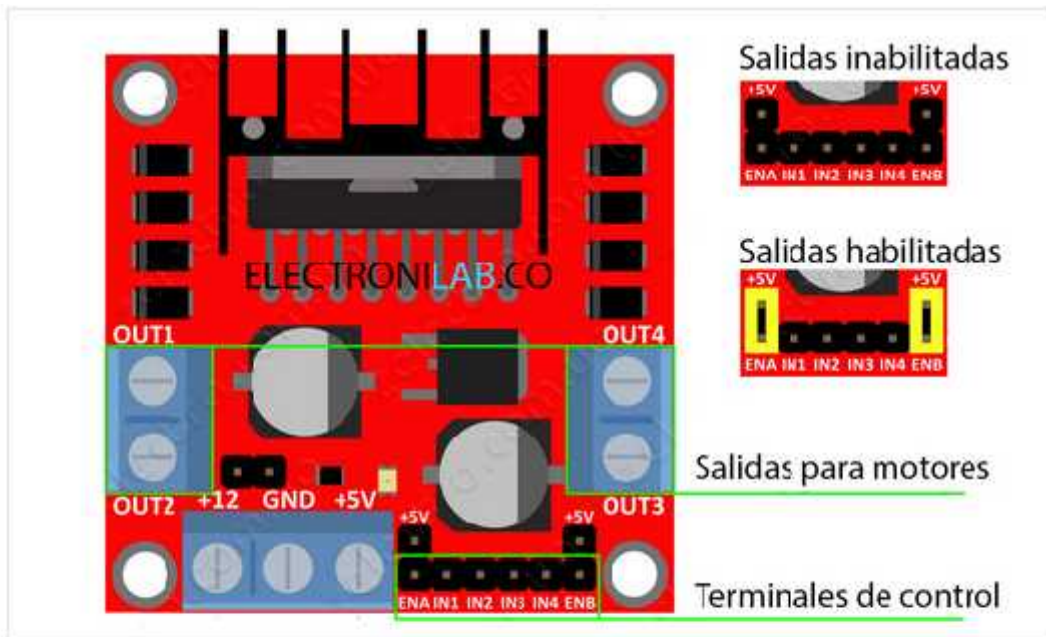 Salidas inabilitadas
+5V +5V
ENA IN1 IN2 IN3 IN4 ENB
Salidas habilitadas
+5V +5V
ENA IN1 IN2 IN3 IN4 ENB
ELECTRONILAB.CO
OUT1 OUT4
Salidas para motores
OUT2 +12 GND +5V OUT3
+5V +5V
ENA IN1 IN2 IN3 IN4 ENB
Terminales de control